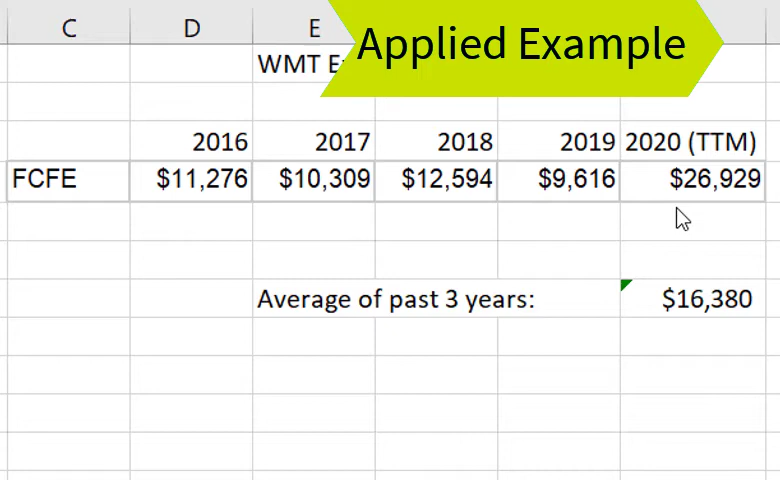 C D E
Applied Example
WMT
2016 2017 2018 2019 2020 (TTM)
FCFE $11,276 $10,309 $12,594 $9,616 $26,929
Average of past 3 years: $16,380